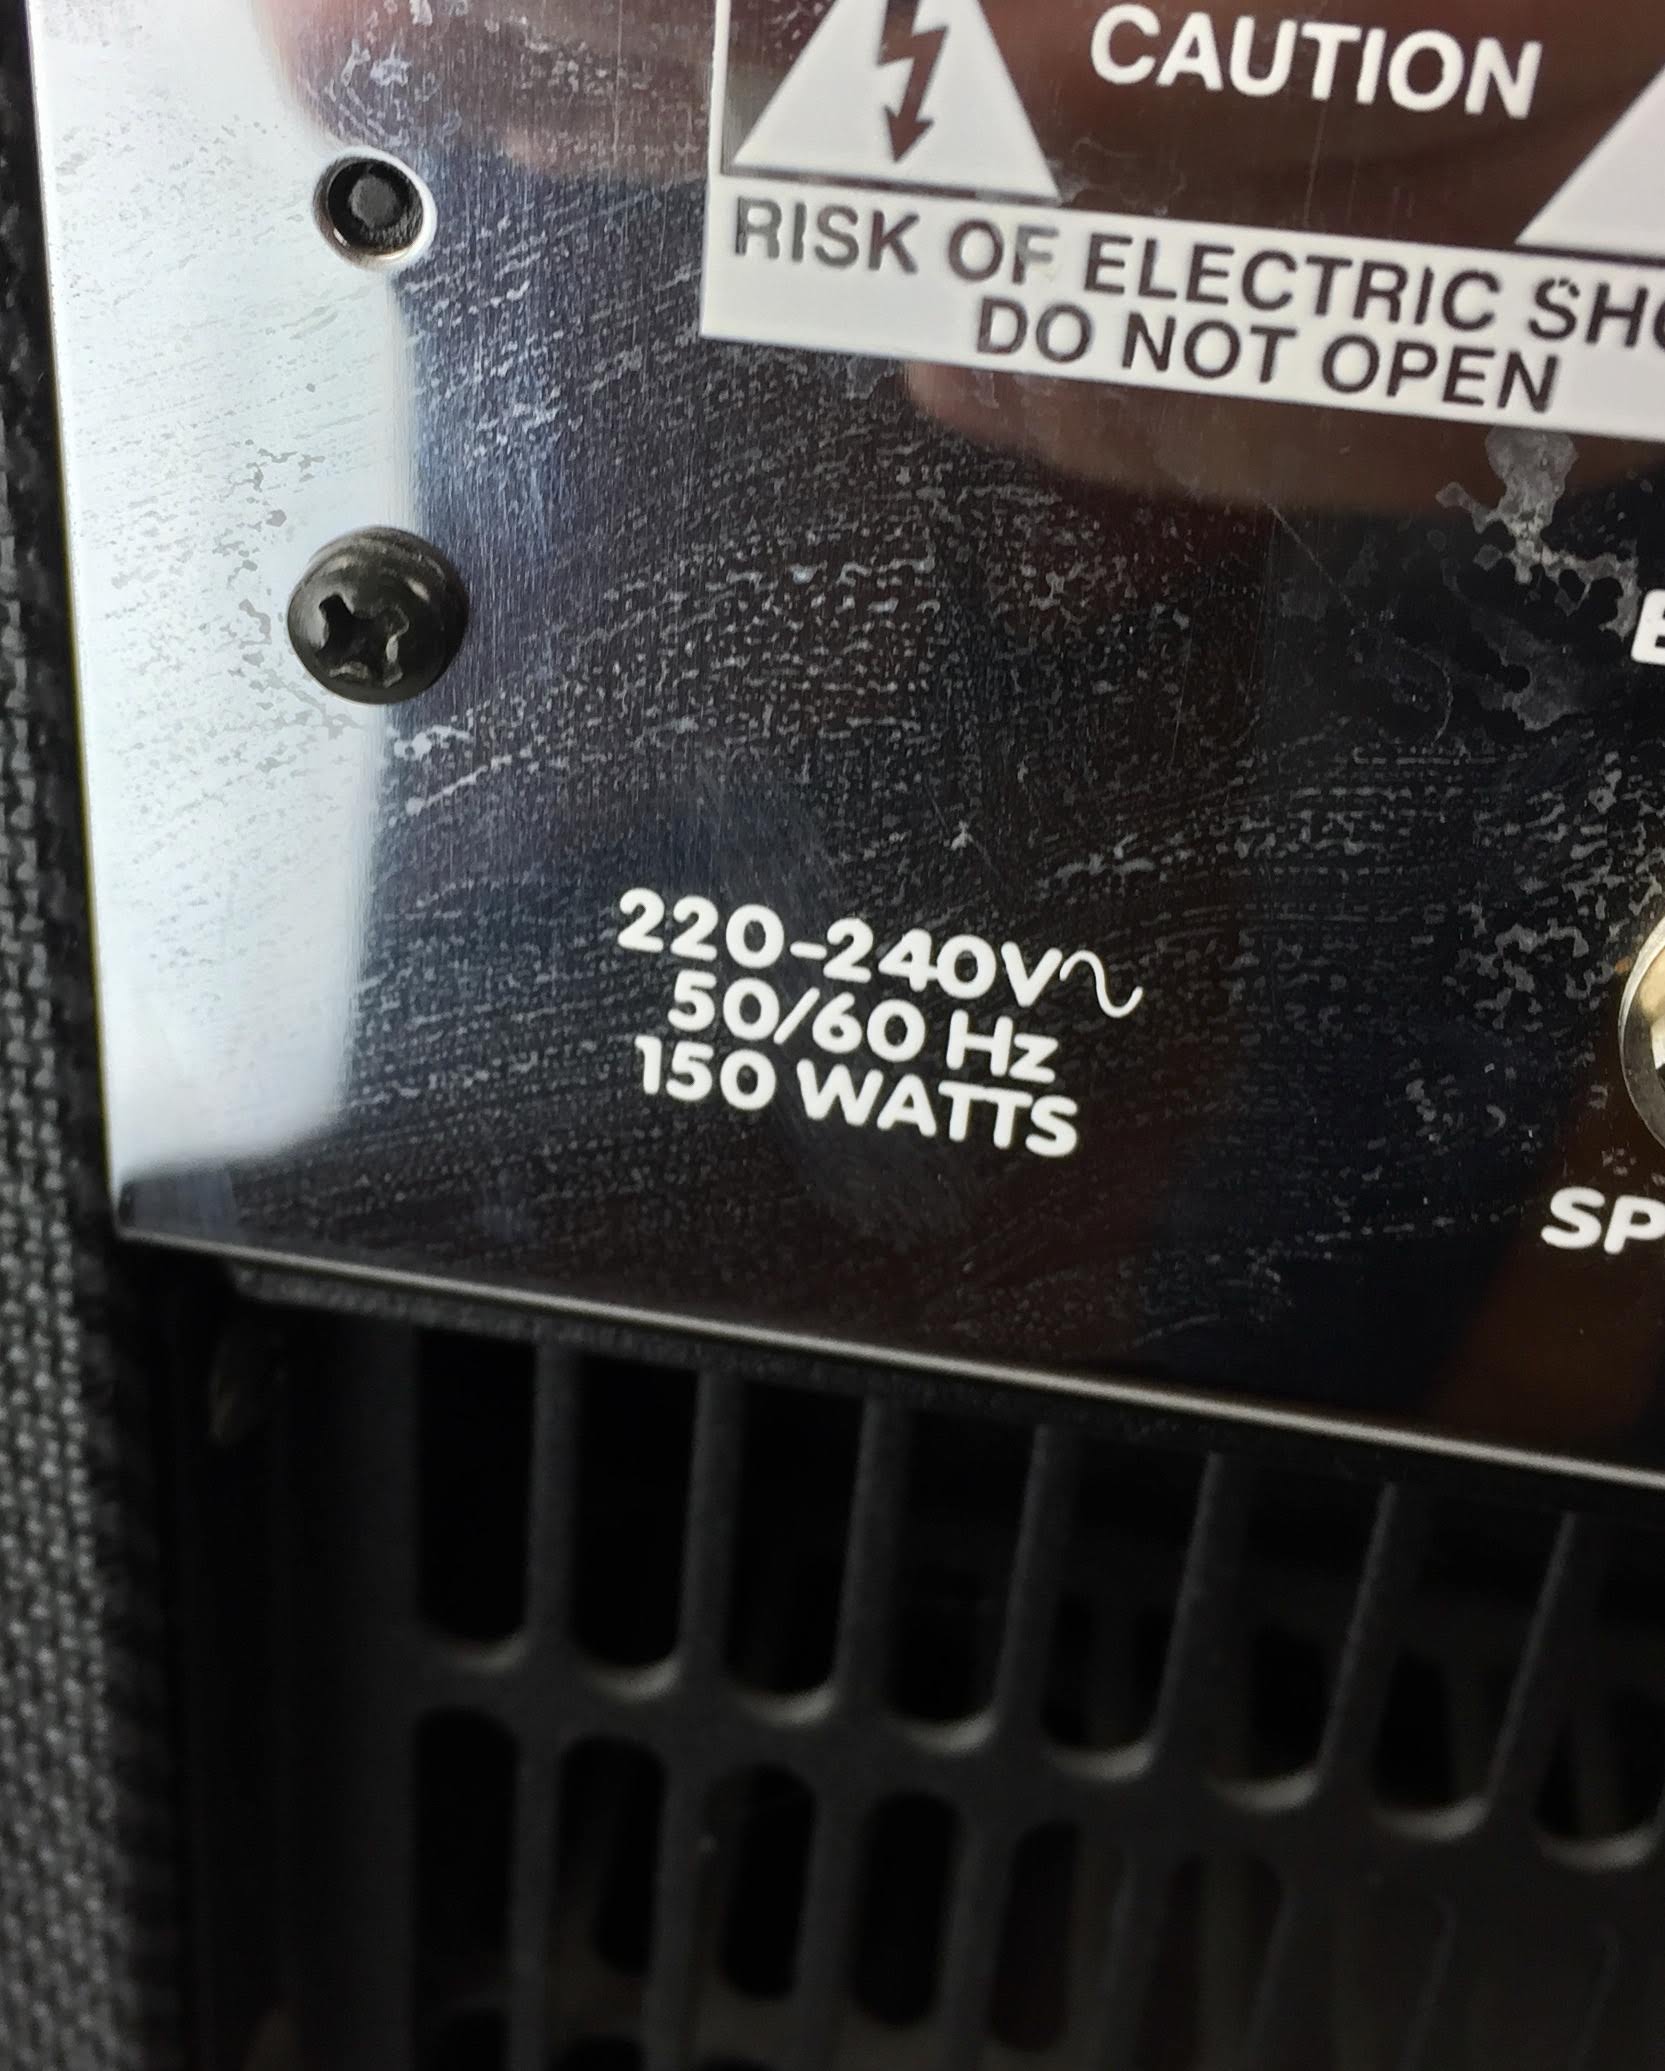 CAUTION
RISK OF ELECTRIC
DO NOT OPEN
220-240V~
50/60 Hz
150 WATTS